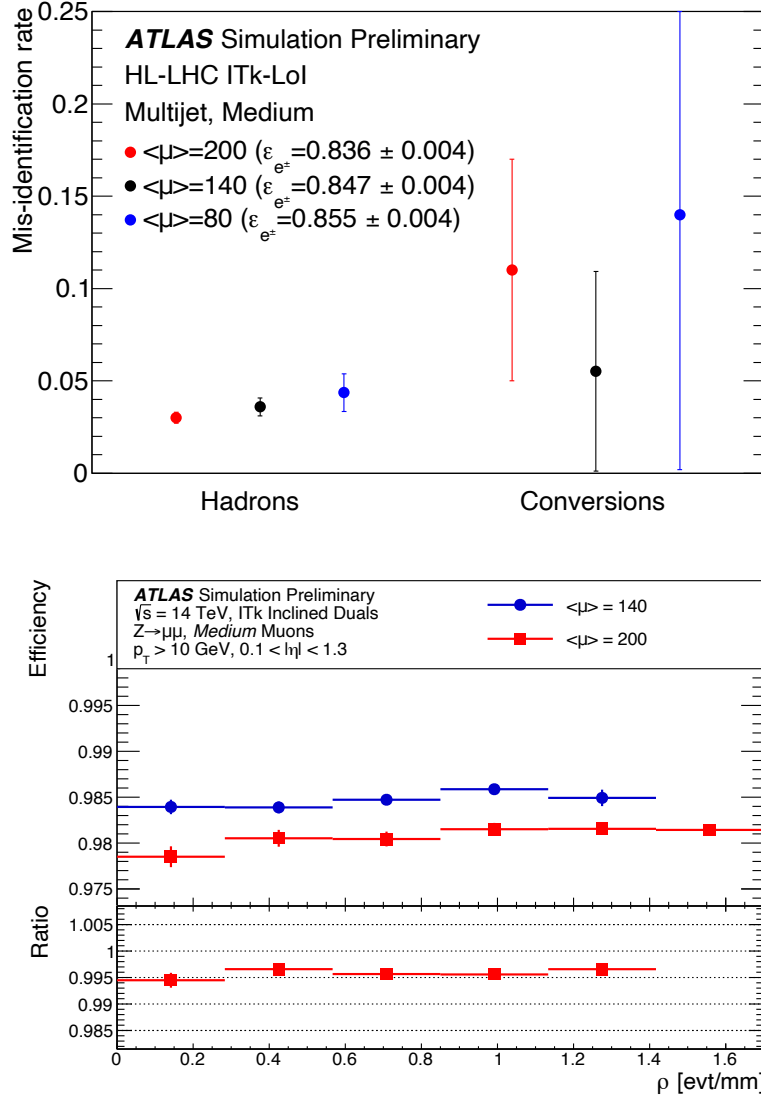 Mis-identification rate
0.25
0.2
0.15
0.1
0.05
0
ATLAS Simulation Preliminary
HL-LHC ITk-LoI
Multijet, Medium
<μ>=200 (ε_e±=0.836 ± 0.004)
<μ>=140 (ε_e±=0.847 ± 0.004)
<μ>=80 (ε_e±=0.855 ± 0.004)
Hadrons Conversions
Efficiency
ATLAS Simulation Preliminary
√s = 14 TeV, ITk Inclined Duals
Z→μμ, Medium Muons
p_T > 10 GeV, 0.1 < |η| < 1.3
<μ> = 140
<μ> = 200
1
0.995
0.99
0.985
0.98
0.975
Ratio
1.005
1
0.995
0.99
0.985
0 0.2 0.4 0.6 0.8 1 1.2 1.4 1.6
ρ [evt/mm]